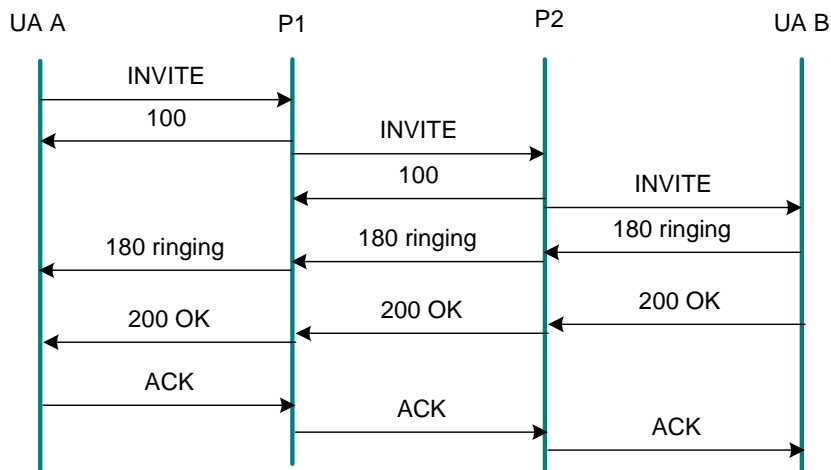 UA A
P1
P2
UA B
INVITE
100
INVITE
100
INVITE
180 ringing
180 ringing
180 ringing
200 OK
200 OK
200 OK
ACK
ACK
ACK